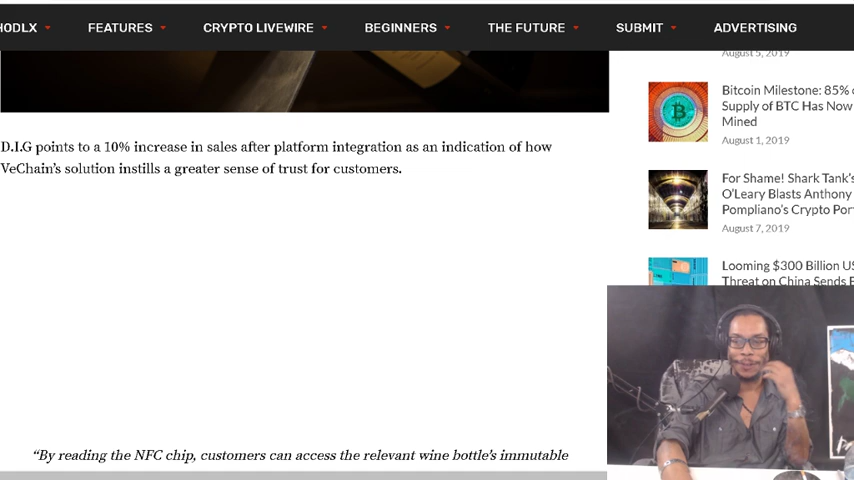 HODLX FEATURES CRYPTO LIVEWIRE BEGINNERS THE FUTURE SUBMIT ADVERTISING
August 5, 2019
Bitcoin Milestone: 85%
Supply of BTC Has Now
Mined
August 1, 2019
For Shame! Shark Tank's
O'Leary Blasts Anthony
Pompliano's Crypto
August 7, 2019
Looming $300 Billion
Threat on China Sends
D.I.G points to a 10% increase in sales after platform integration as an indication of how
VeChain's solution instills a greater sense of trust for customers.
“By reading the NFC chip, customers can access the relevant wine bottle's immutable